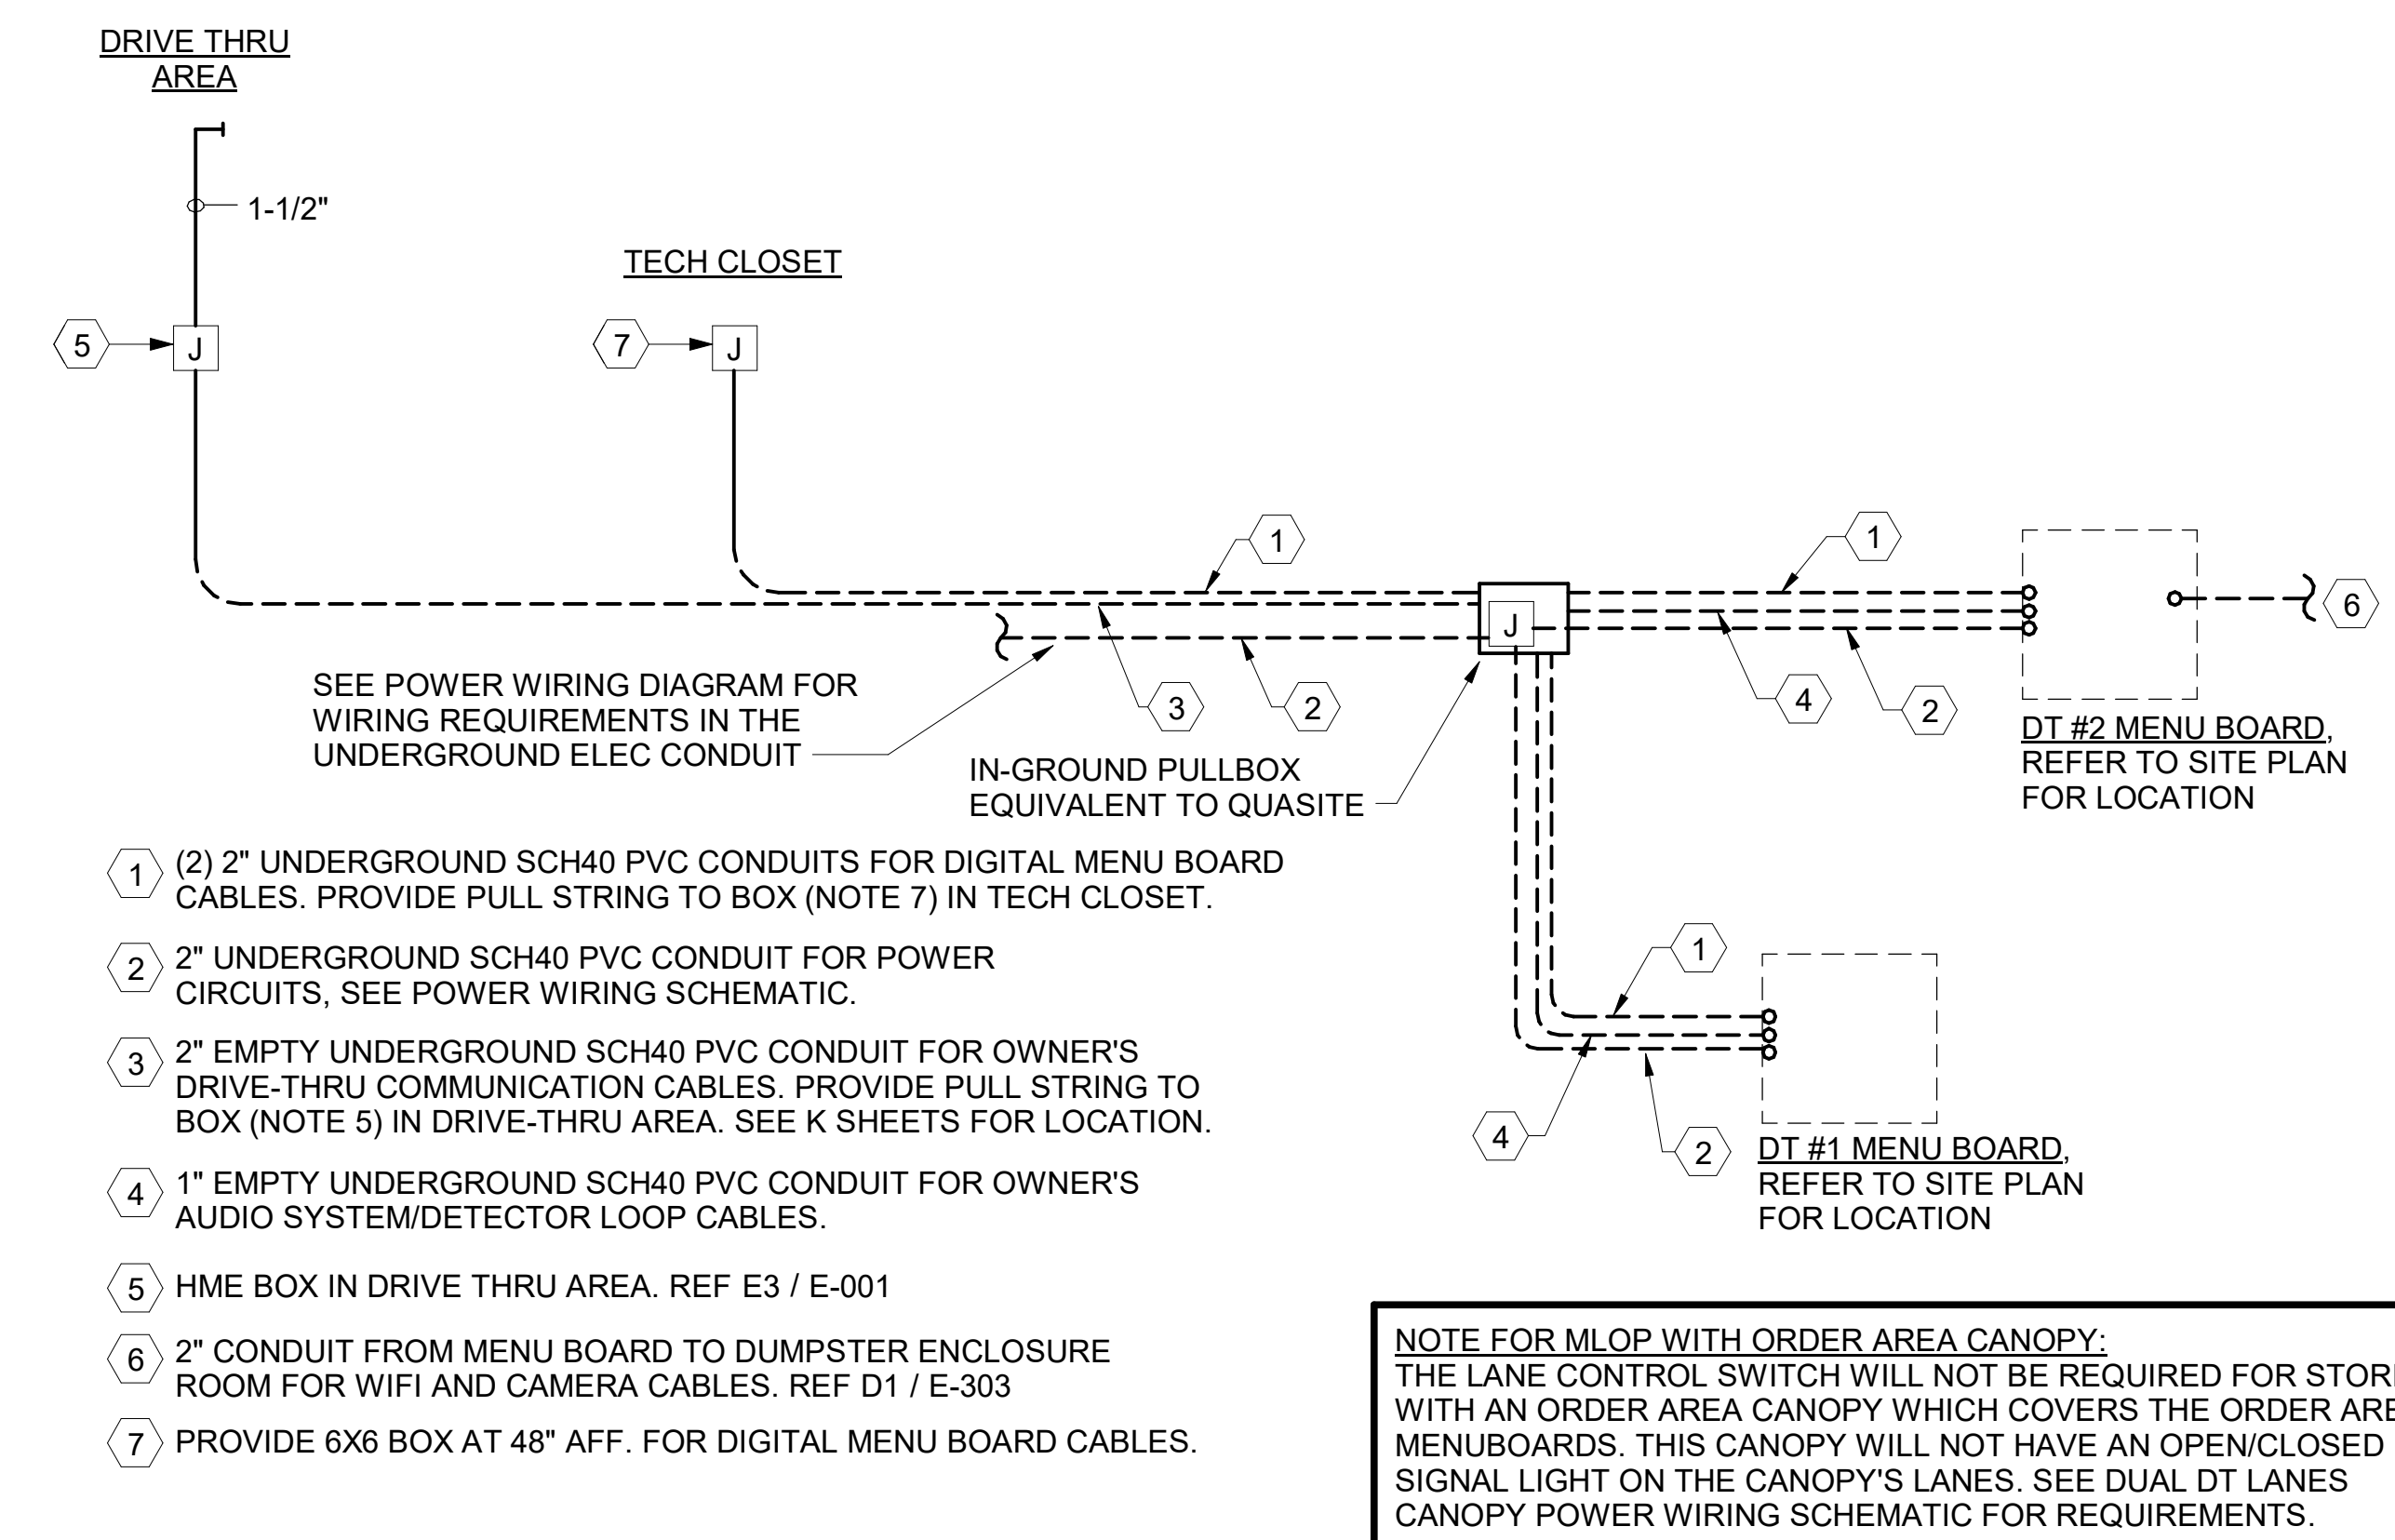 DRIVE THRU
AREA
1-1/2"
TECH CLOSET
5
J
7
J
1
1
J
6
3
2
4
2
SEE POWER WIRING DIAGRAM FOR
WIRING REQUIREMENTS IN THE
UNDERGROUND ELEC CONDUIT
IN-GROUND PULLBOX
EQUIVALENT TO QUASITE
DT #2 MENU BOARD,
REFER TO SITE PLAN
FOR LOCATION
1
4
2
DT #1 MENU BOARD,
REFER TO SITE PLAN
FOR LOCATION
1 (2) 2" UNDERGROUND SCH40 PVC CONDUITS FOR DIGITAL MENU BOARD
CABLES. PROVIDE PULL STRING TO BOX (NOTE 7) IN TECH CLOSET.
2 2" UNDERGROUND SCH40 PVC CONDUIT FOR POWER
CIRCUITS, SEE POWER WIRING SCHEMATIC.
3 2" EMPTY UNDERGROUND SCH40 PVC CONDUIT FOR OWNER'S
DRIVE-THRU COMMUNICATION CABLES. PROVIDE PULL STRING TO
BOX (NOTE 5) IN DRIVE-THRU AREA. SEE K SHEETS FOR LOCATION.
4 1" EMPTY UNDERGROUND SCH40 PVC CONDUIT FOR OWNER'S
AUDIO SYSTEM/DETECTOR LOOP CABLES.
5 HME BOX IN DRIVE THRU AREA. REF E3 / E-001
6 2" CONDUIT FROM MENU BOARD TO DUMPSTER ENCLOSURE
ROOM FOR WIFI AND CAMERA CABLES. REF D1 / E-303
7 PROVIDE 6X6 BOX AT 48" AFF. FOR DIGITAL MENU BOARD CABLES.
NOTE FOR MLOP WITH ORDER AREA CANOPY:
THE LANE CONTROL SWITCH WILL NOT BE REQUIRED FOR
WITH AN ORDER AREA CANOPY WHICH COVERS THE ORDER
MENUBOARDS. THIS CANOPY WILL NOT HAVE AN OPEN/CLOSED
SIGNAL LIGHT ON THE CANOPY'S LANES. SEE DUAL DT LANES
CANOPY POWER WIRING SCHEMATIC FOR REQUIREMENTS.